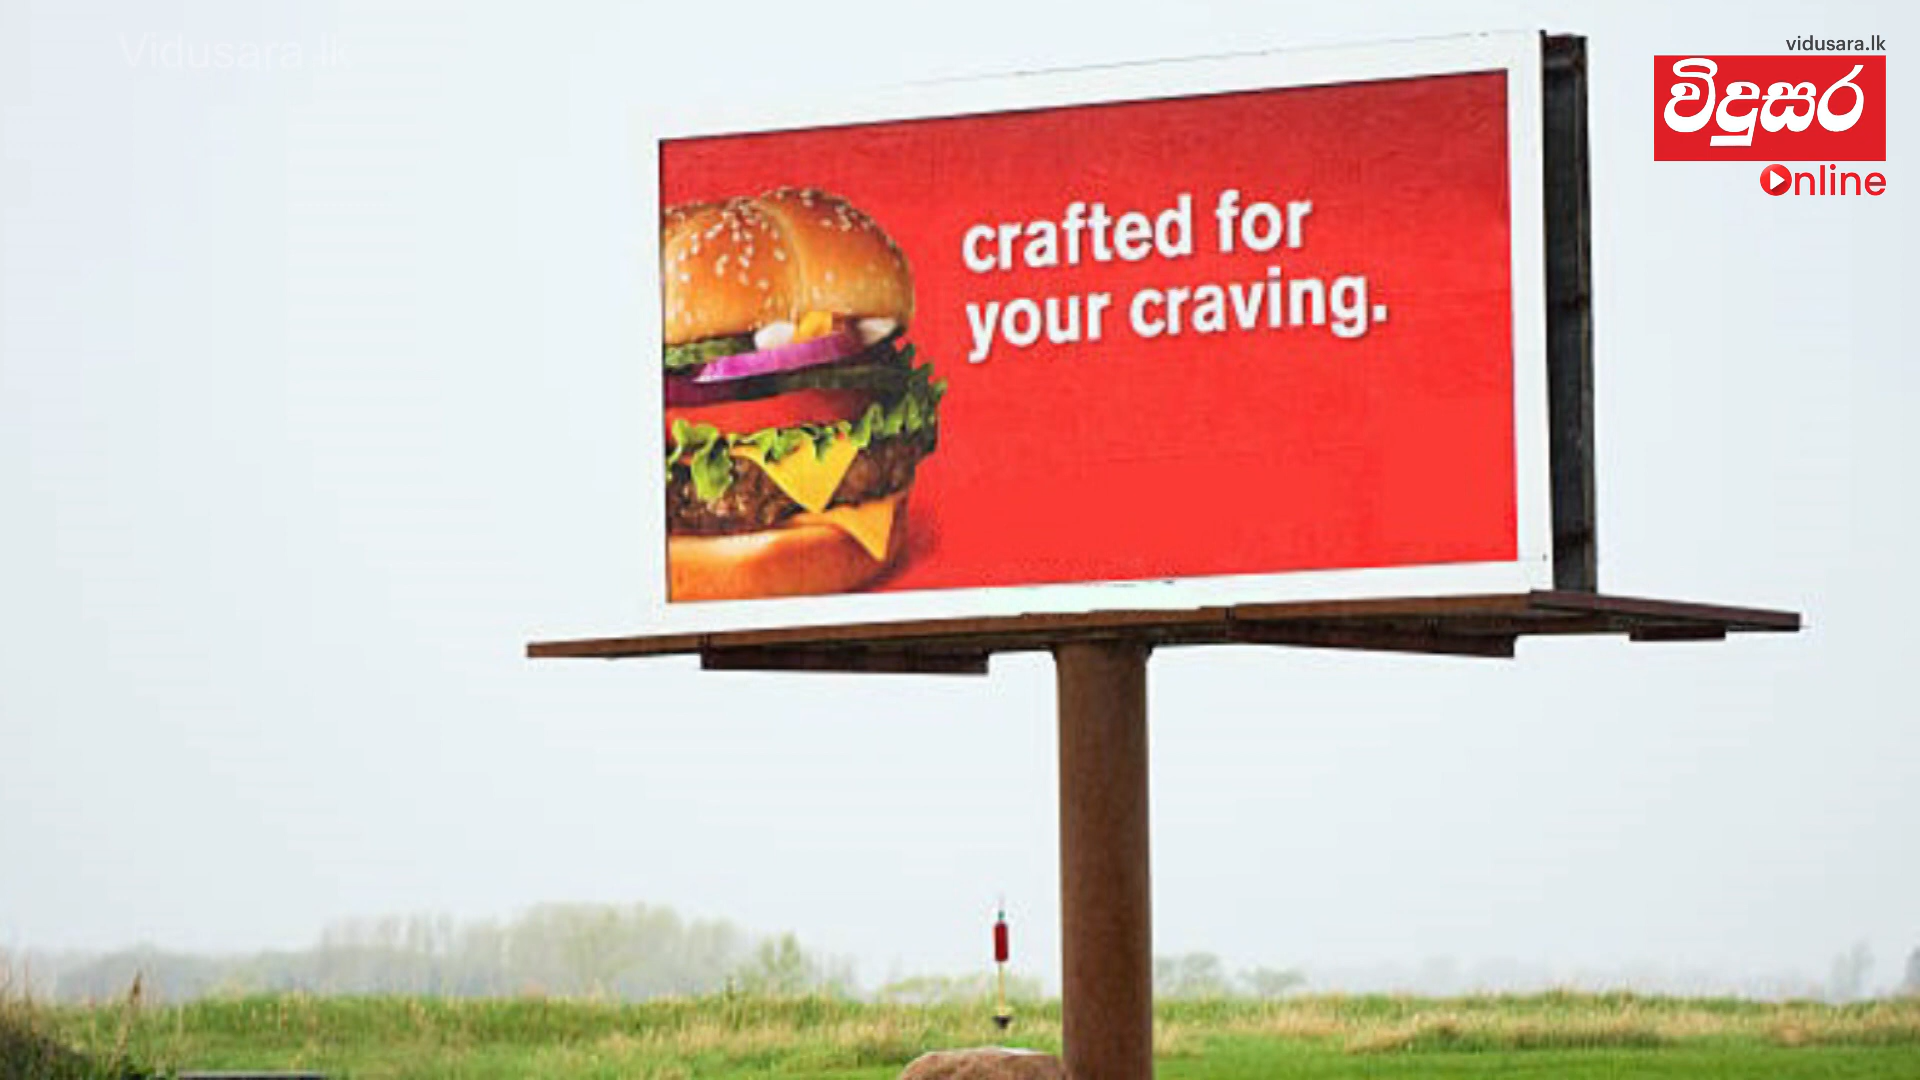 Vidusara.lk
vidusara.lk
විදුසර
Online
crafted for
your craving.